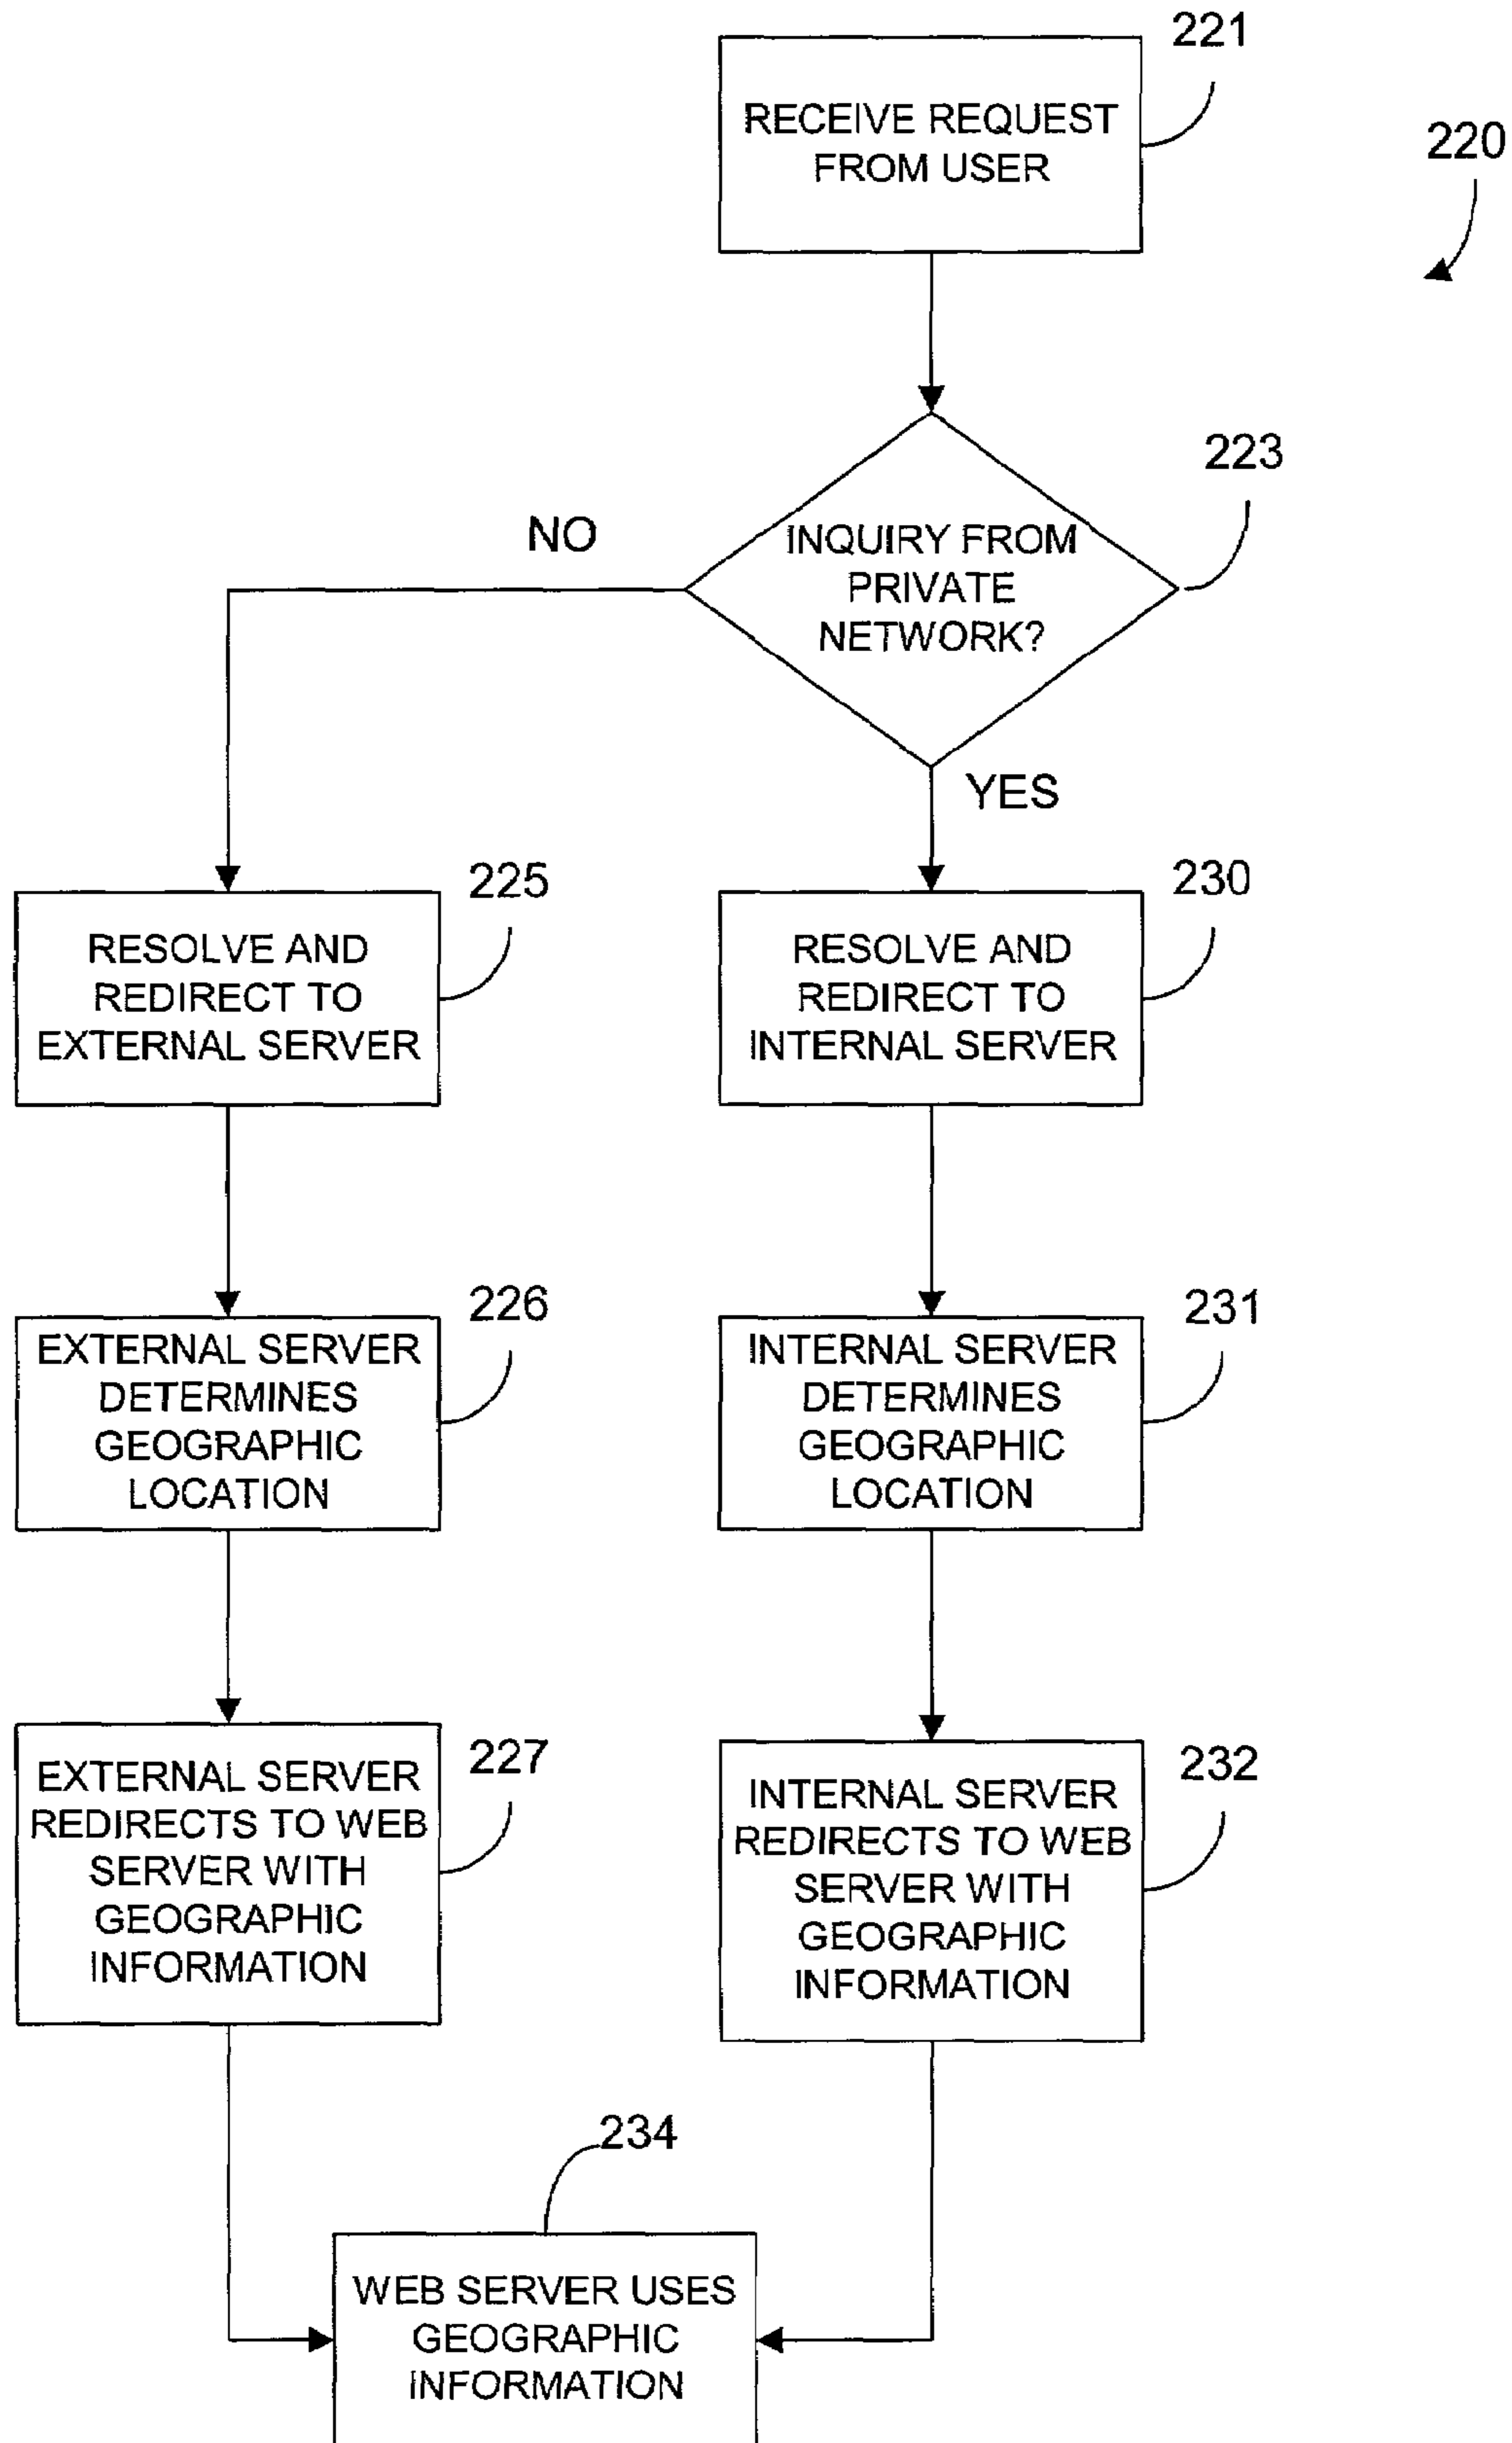 221
RECEIVE REQUEST
FROM USER
220
223
INQUIRY FROM
PRIVATE
NETWORK?
NO
YES
225
RESOLVE AND
REDIRECT TO
EXTERNAL SERVER
230
RESOLVE AND
REDIRECT TO
INTERNAL SERVER
226
EXTERNAL SERVER
DETERMINES
GEOGRAPHIC
LOCATION
231
INTERNAL SERVER
DETERMINES
GEOGRAPHIC
LOCATION
227
EXTERNAL SERVER
REDIRECTS TO WEB
SERVER WITH
GEOGRAPHIC
INFORMATION
232
INTERNAL SERVER
REDIRECTS TO WEB
SERVER WITH
GEOGRAPHIC
INFORMATION
234
WEB SERVER USES
GEOGRAPHIC
INFORMATION